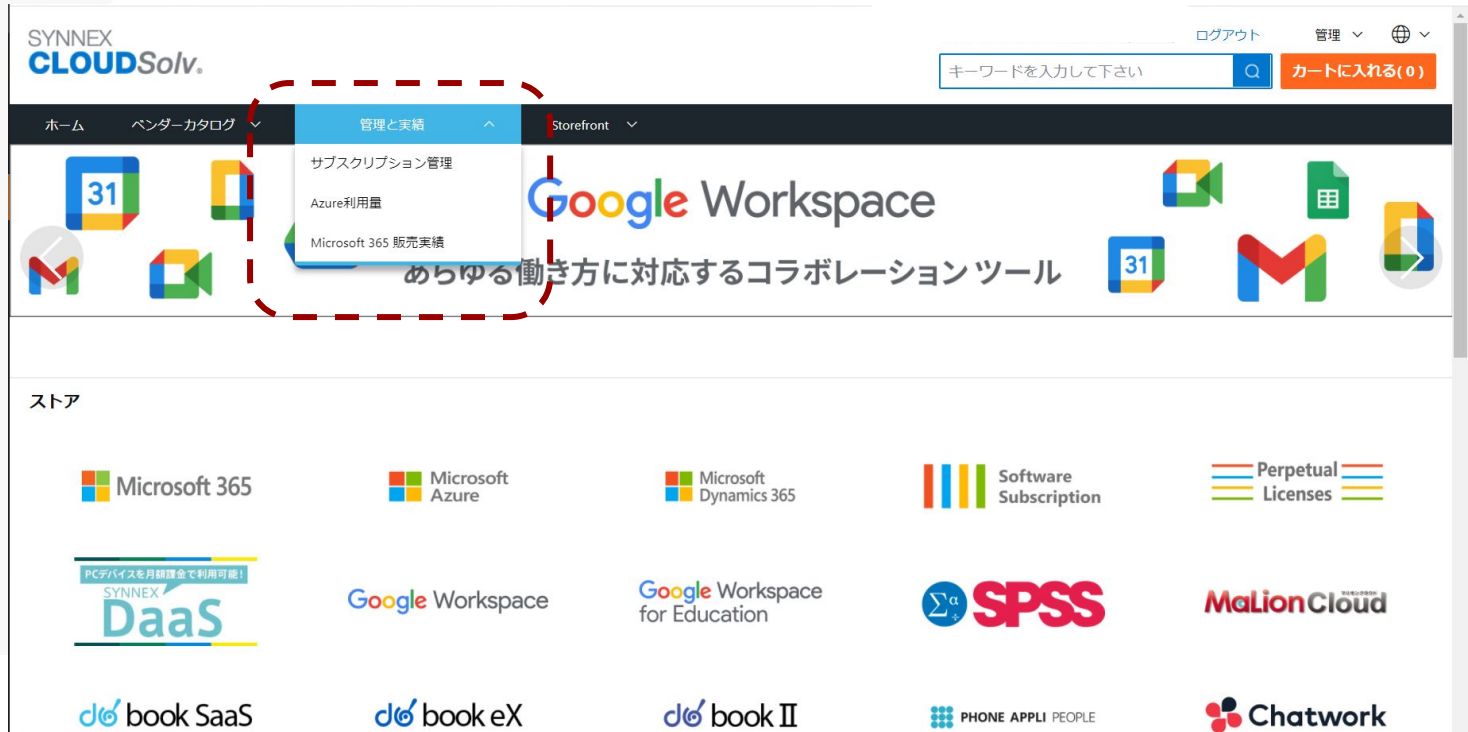 SYNNEX
CLOUDSolv.
ログアウト 管理
キーワードを入力して下さい カートに入れる( 0 )
ホーム ベンダーカタログ 管理と実績 Storefront
サブスクリプション管理
Azure利用量
Microsoft 365 販売実績
31
Google Workspace
あらゆる働き方に対応するコラボレーション ツール
31
ストア
Microsoft 365
Microsoft
Azure
Microsoft
Dynamics 365
Software
Subscription
Perpetual
Licenses
PCデバイスを月額課金で利用可能!
SYNNEX
DaaS
Google Workspace
Google Workspace
for Education
Σα÷ SPSS
MaLionCloud
book SaaS
book eX
book II
PHONE APPLI PEOPLE
Chatwork